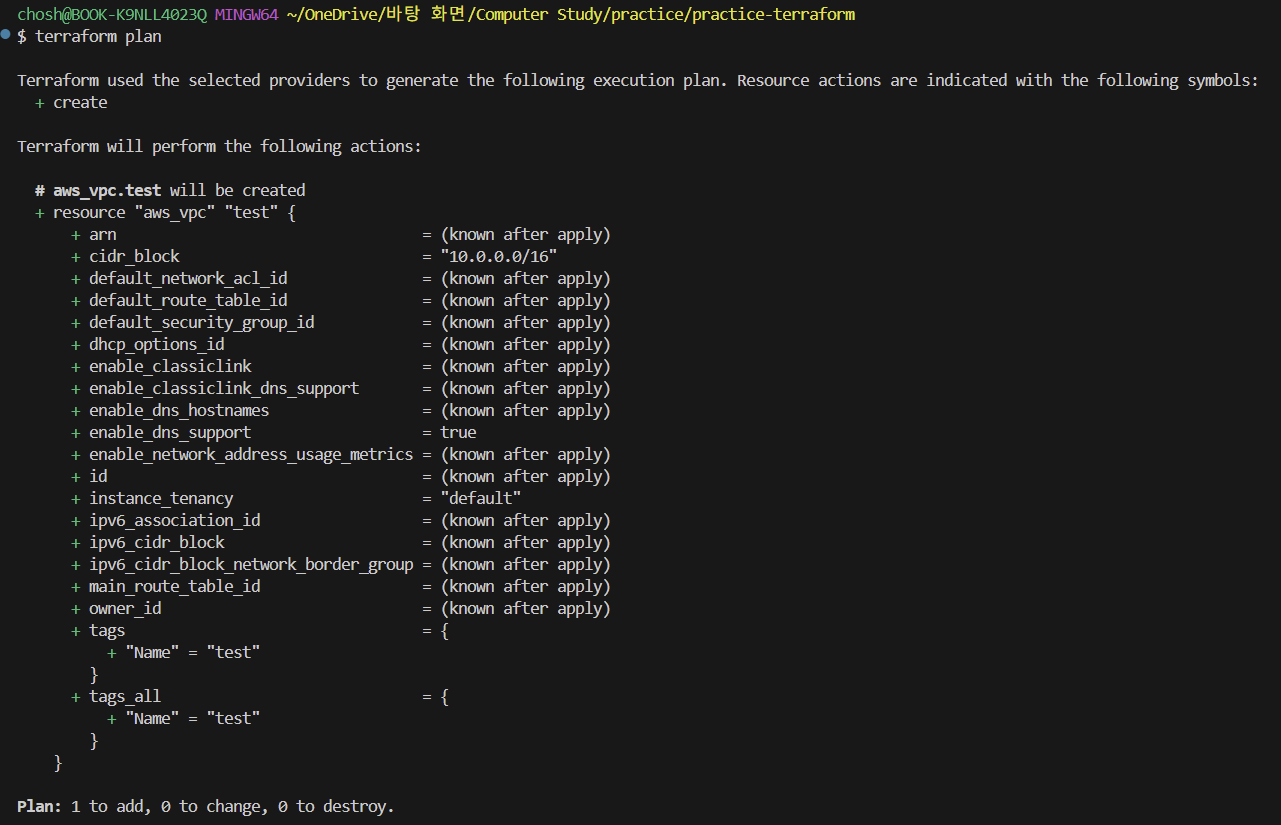 chosh@BOOK-K9NLL4023Q MINGW64 ~/OneDrive/바탕 화면/Computer Study/practice/practice-terraform
$ terraform plan
Terraform used the selected providers to generate the following execution plan. Resource actions are indicated with the following symbols:
+ create
Terraform will perform the following actions:
# aws_vpc.test will be created
+ resource "aws_vpc" "test" {
+ arn = (known after apply)
+ cidr_block = "10.0.0.0/16"
+ default_network_acl_id = (known after apply)
+ default_route_table_id = (known after apply)
+ default_security_group_id = (known after apply)
+ dhcp_options_id = (known after apply)
+ enable_classiclink = (known after apply)
+ enable_classiclink_dns_support = (known after apply)
+ enable_dns_hostnames = (known after apply)
+ enable_dns_support = true
+ enable_network_address_usage_metrics = (known after apply)
+ id = (known after apply)
+ instance_tenancy = "default"
+ ipv6_association_id = (known after apply)
+ ipv6_cidr_block = (known after apply)
+ ipv6_cidr_block_network_border_group = (known after apply)
+ main_route_table_id = (known after apply)
+ owner_id = (known after apply)
+ tags = {
+ "Name" = "test"
}
+ tags_all = {
+ "Name" = "test"
}
}
Plan: 1 to add, 0 to change, 0 to destroy.